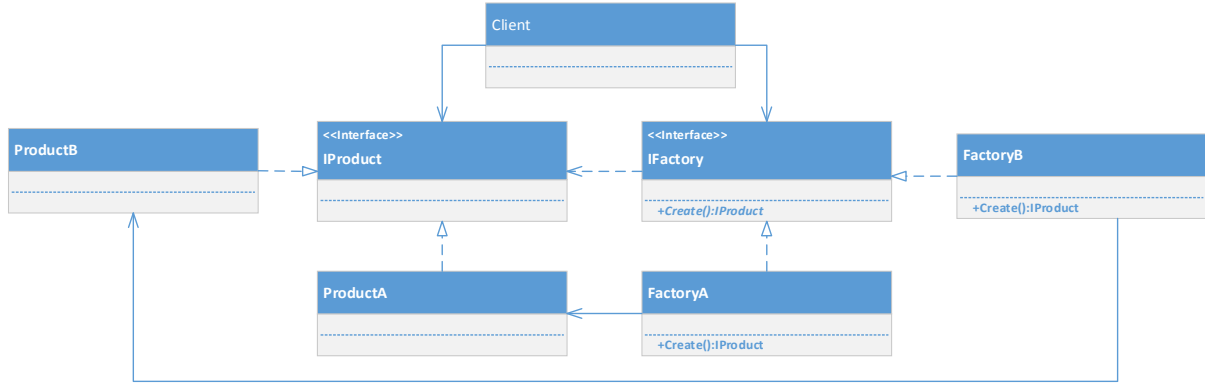 Client
ProductB
<<Interface>>
IProduct
<<Interface>>
IFactory
+Create():IProduct
FactoryB
+Create():IProduct
ProductA
FactoryA
+Create():IProduct